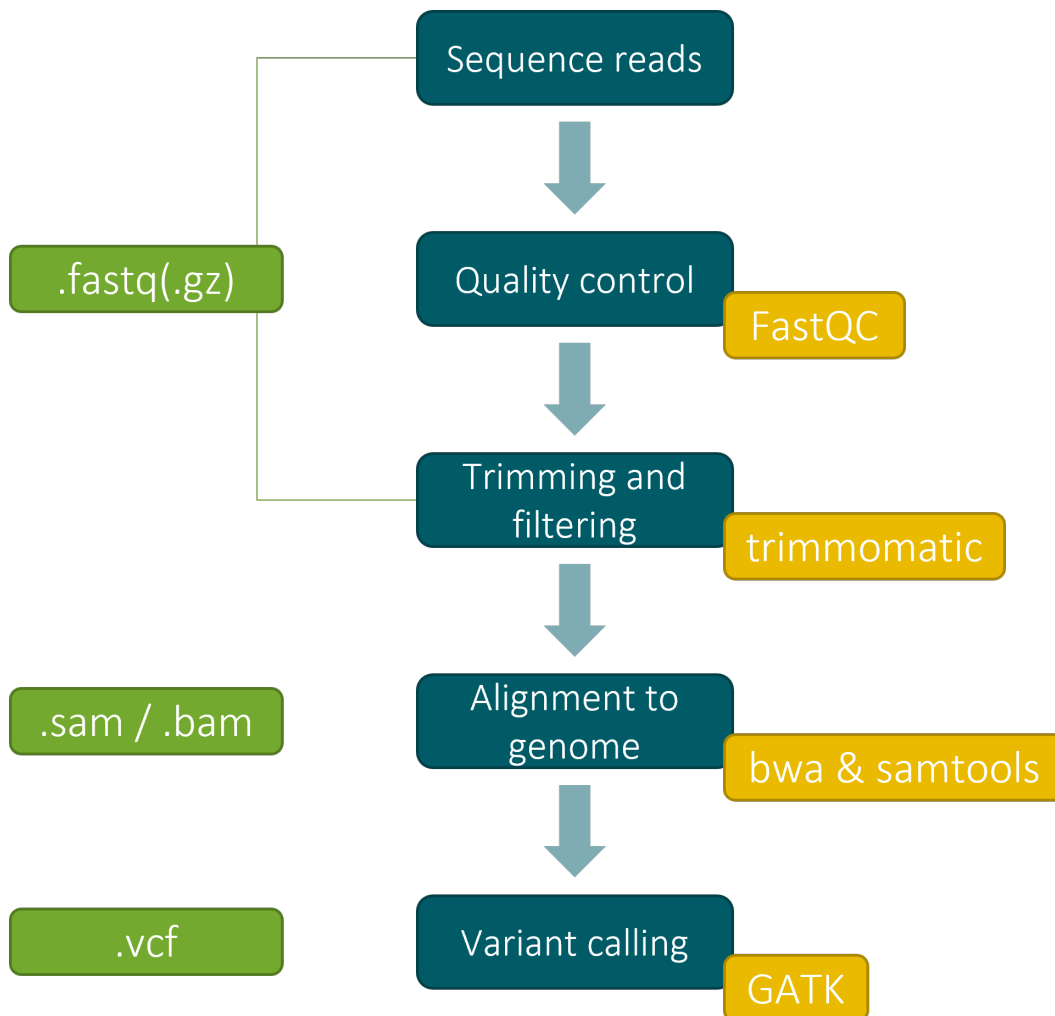 Sequence reads
.fastq(.gz)
Quality control
FastQC
Trimming and
filtering
trimmomatic
.sam / .bam
Alignment to
genome
bwa & samtools
.vcf
Variant calling
GATK